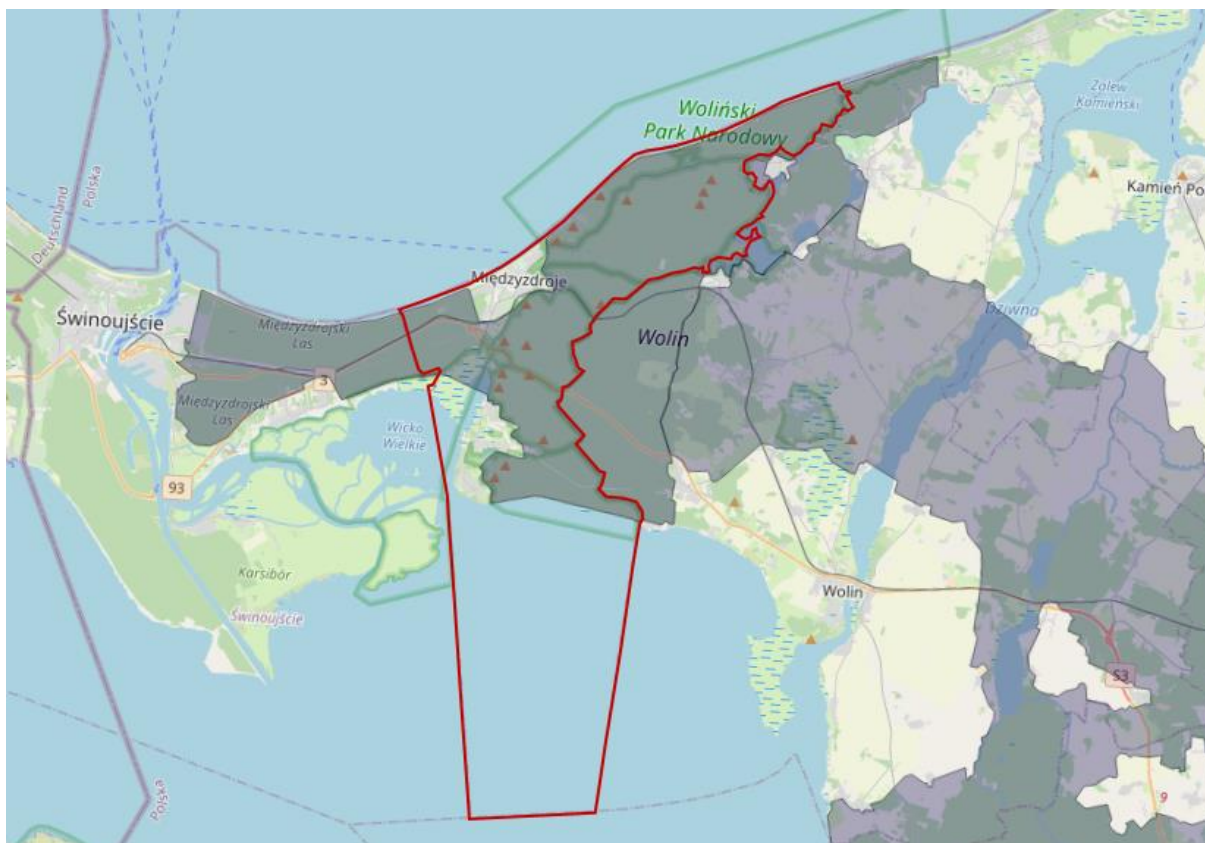 Woliński
Park Narodowy
Zalew
Kamieński
Kamień Po
Deutschland
Polska
Międzyzdroje
Dziwna
Świnoujście
Międzyzdrojski
Las
Wolin
3
Międzyzdrojski
Las
Wicko
Wielkie
93
Karsibór
Świnoujście
Wolin
S3
Polska
9